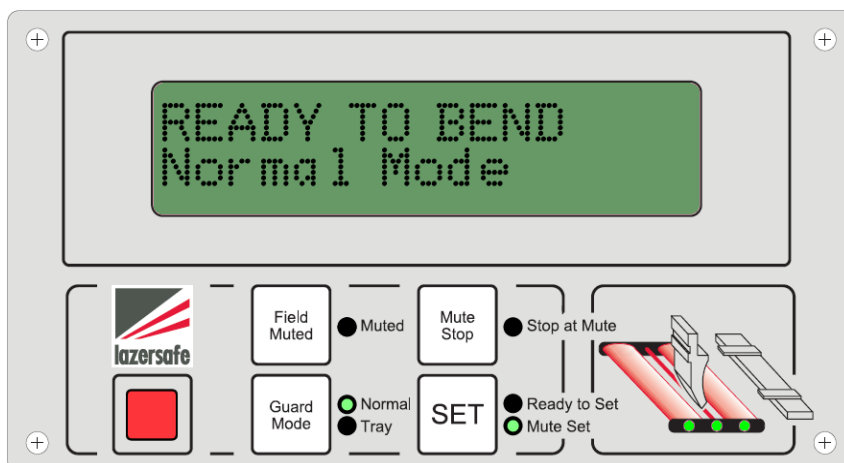 READY TO BEND
Normal Mode
lazersafe
Field
Muted
Muted
Mute
Stop
Stop at Mute
Guard
Mode
Normal
Tray
SET
Ready to Set
Mute Set